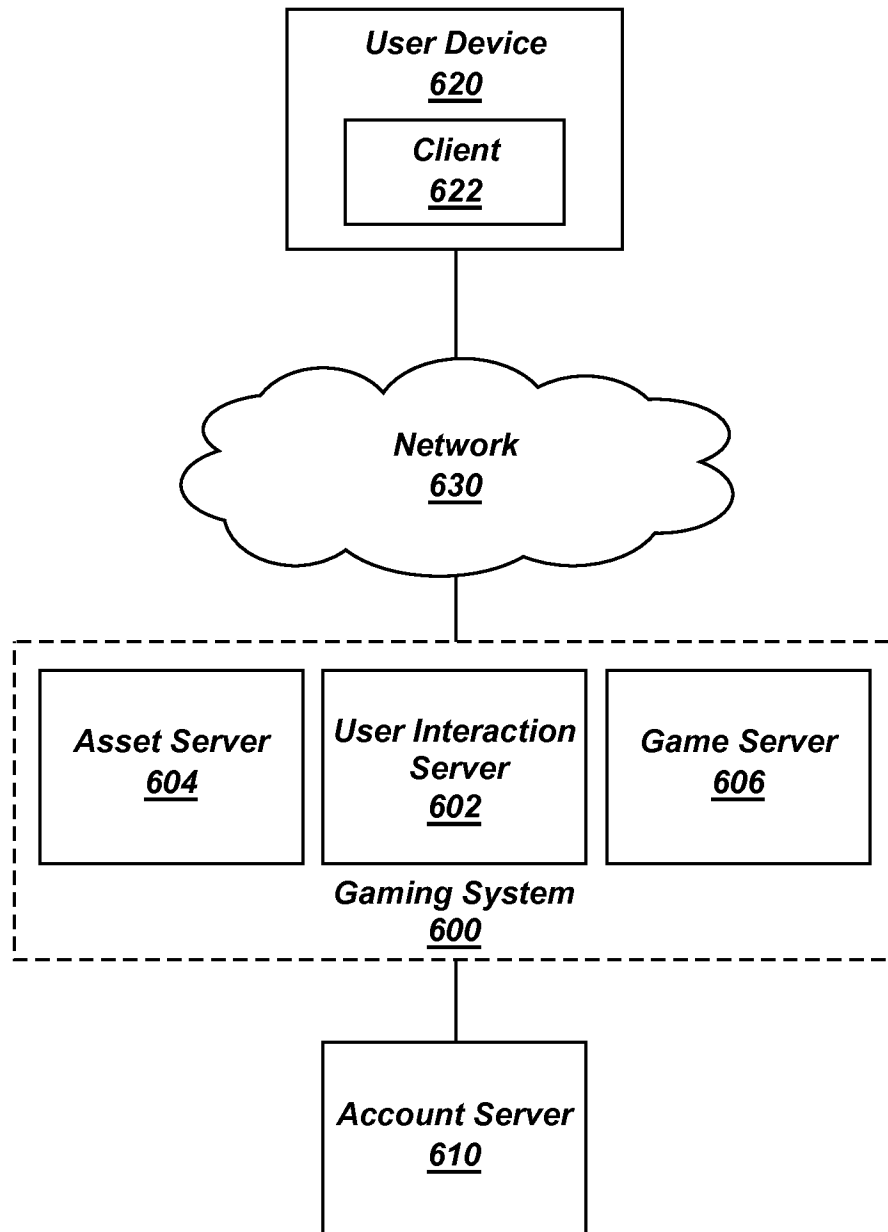 User Device
620
Client
622
Network
630
Asset Server
604
User Interaction
Server
602
Game Server
606
Gaming System
600
Account Server
610